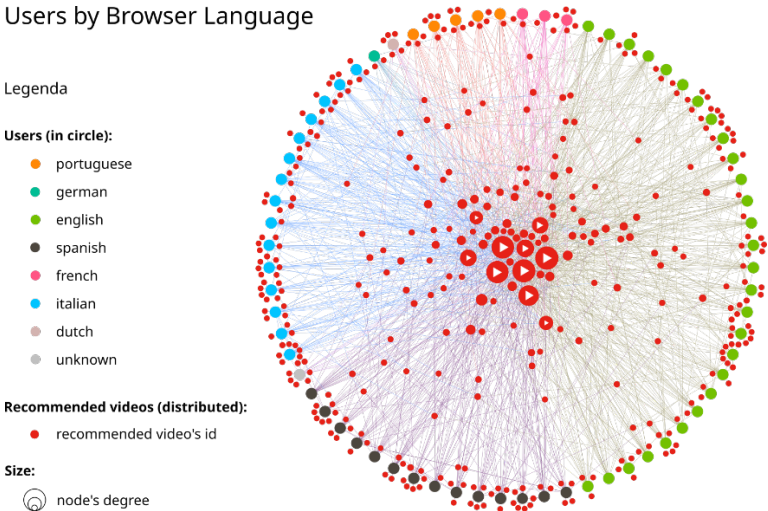 Users by Browser Language
Legenda
Users (in circle):
portuguese
german
english
spanish
french
italian
dutch
unknown
Recommended videos (distributed):
recommended video's id
Size:
node's degree